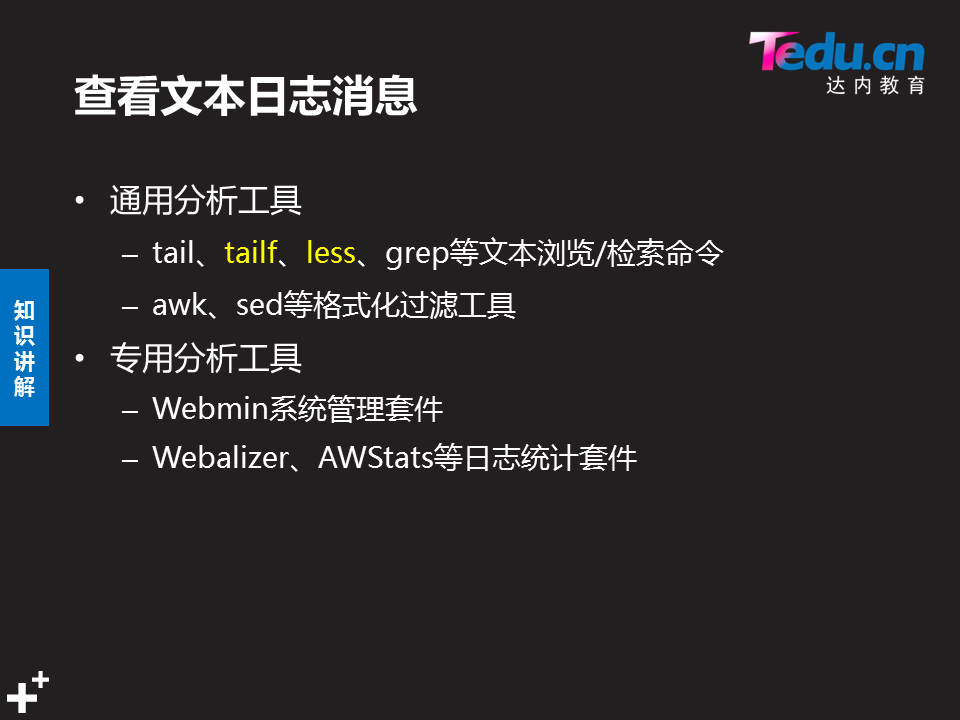 Tedu.cn
达内教育
查看文本日志消息
• 通用分析工具
– tail、tailf、less、grep等文本浏览/检索命令
– awk、sed等格式化过滤工具
知识讲解
• 专用分析工具
– Webmin系统管理套件
– Webalizer、AWStats等日志统计套件